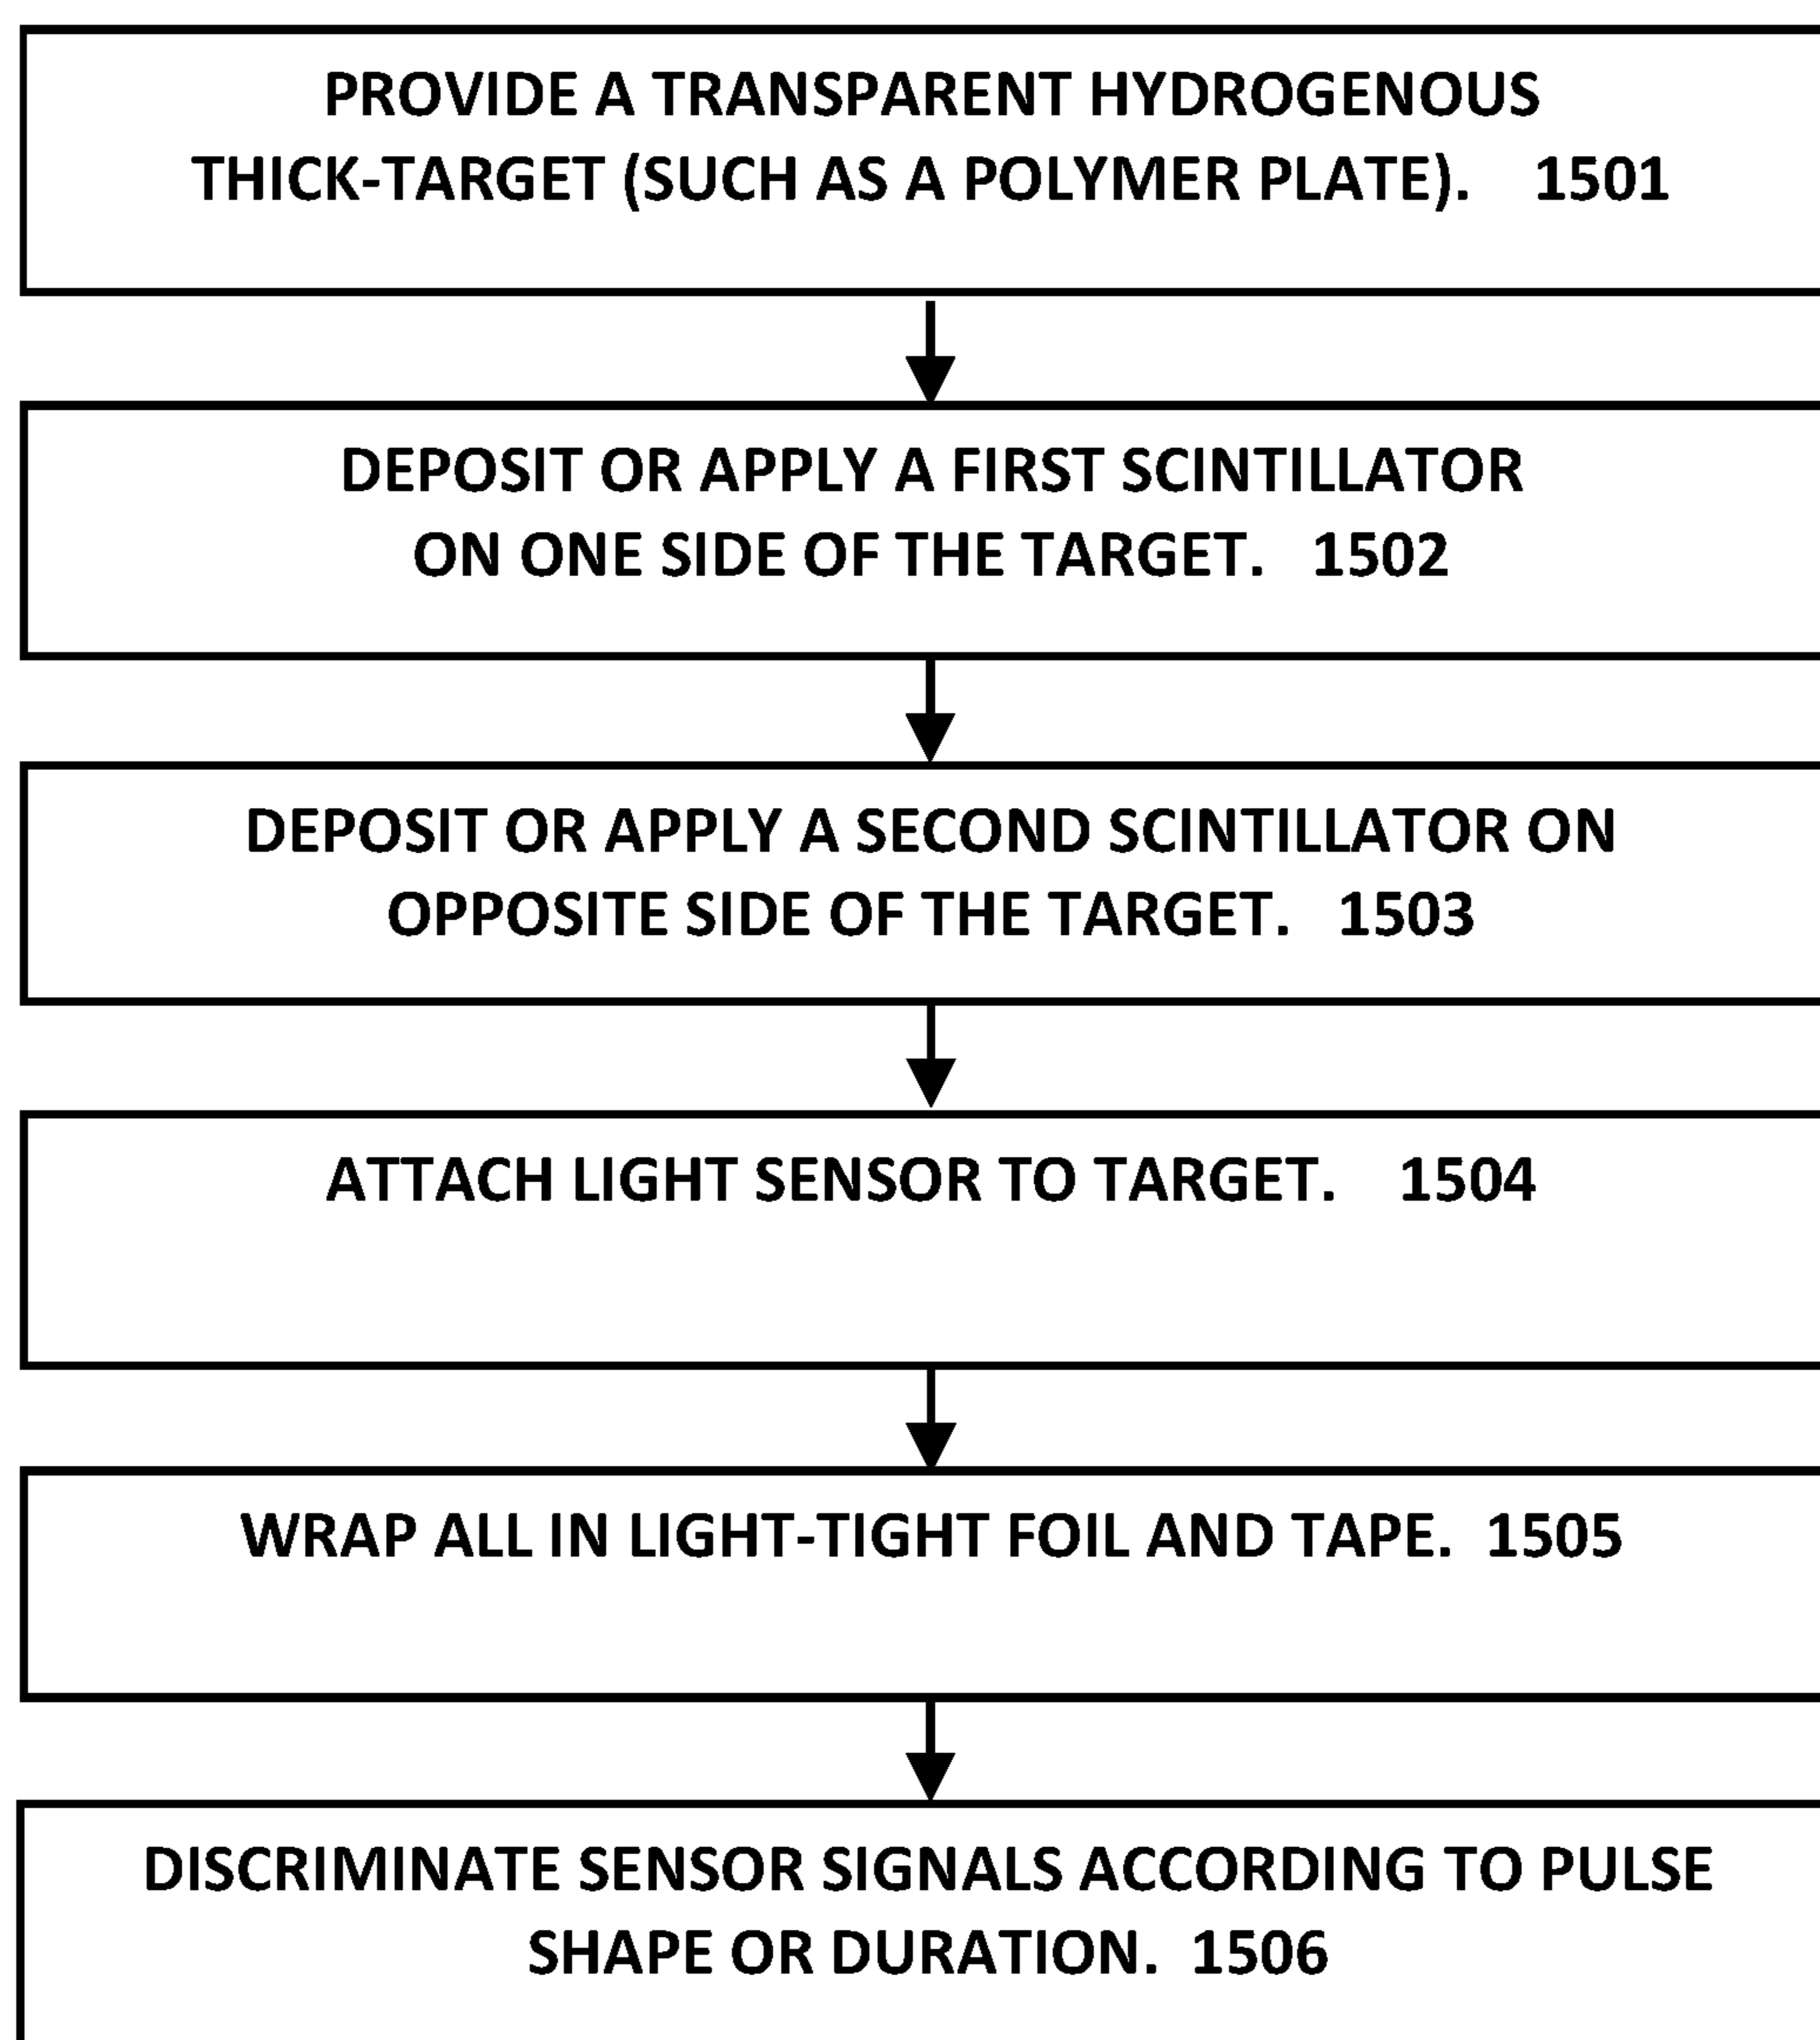 PROVIDE A TRANSPARENT HYDROGENOUS
THICK-TARGET (SUCH AS A POLYMER PLATE). 1501
DEPOSIT OR APPLY A FIRST SCINTILLATOR
ON ONE SIDE OF THE TARGET. 1502
DEPOSIT OR APPLY A SECOND SCINTILLATOR ON
OPPOSITE SIDE OF THE TARGET. 1503
ATTACH LIGHT SENSOR TO TARGET. 1504
WRAP ALL IN LIGHT-TIGHT FOIL AND TAPE. 1505
DISCRIMINATE SENSOR SIGNALS ACCORDING TO PULSE
SHAPE OR DURATION. 1506